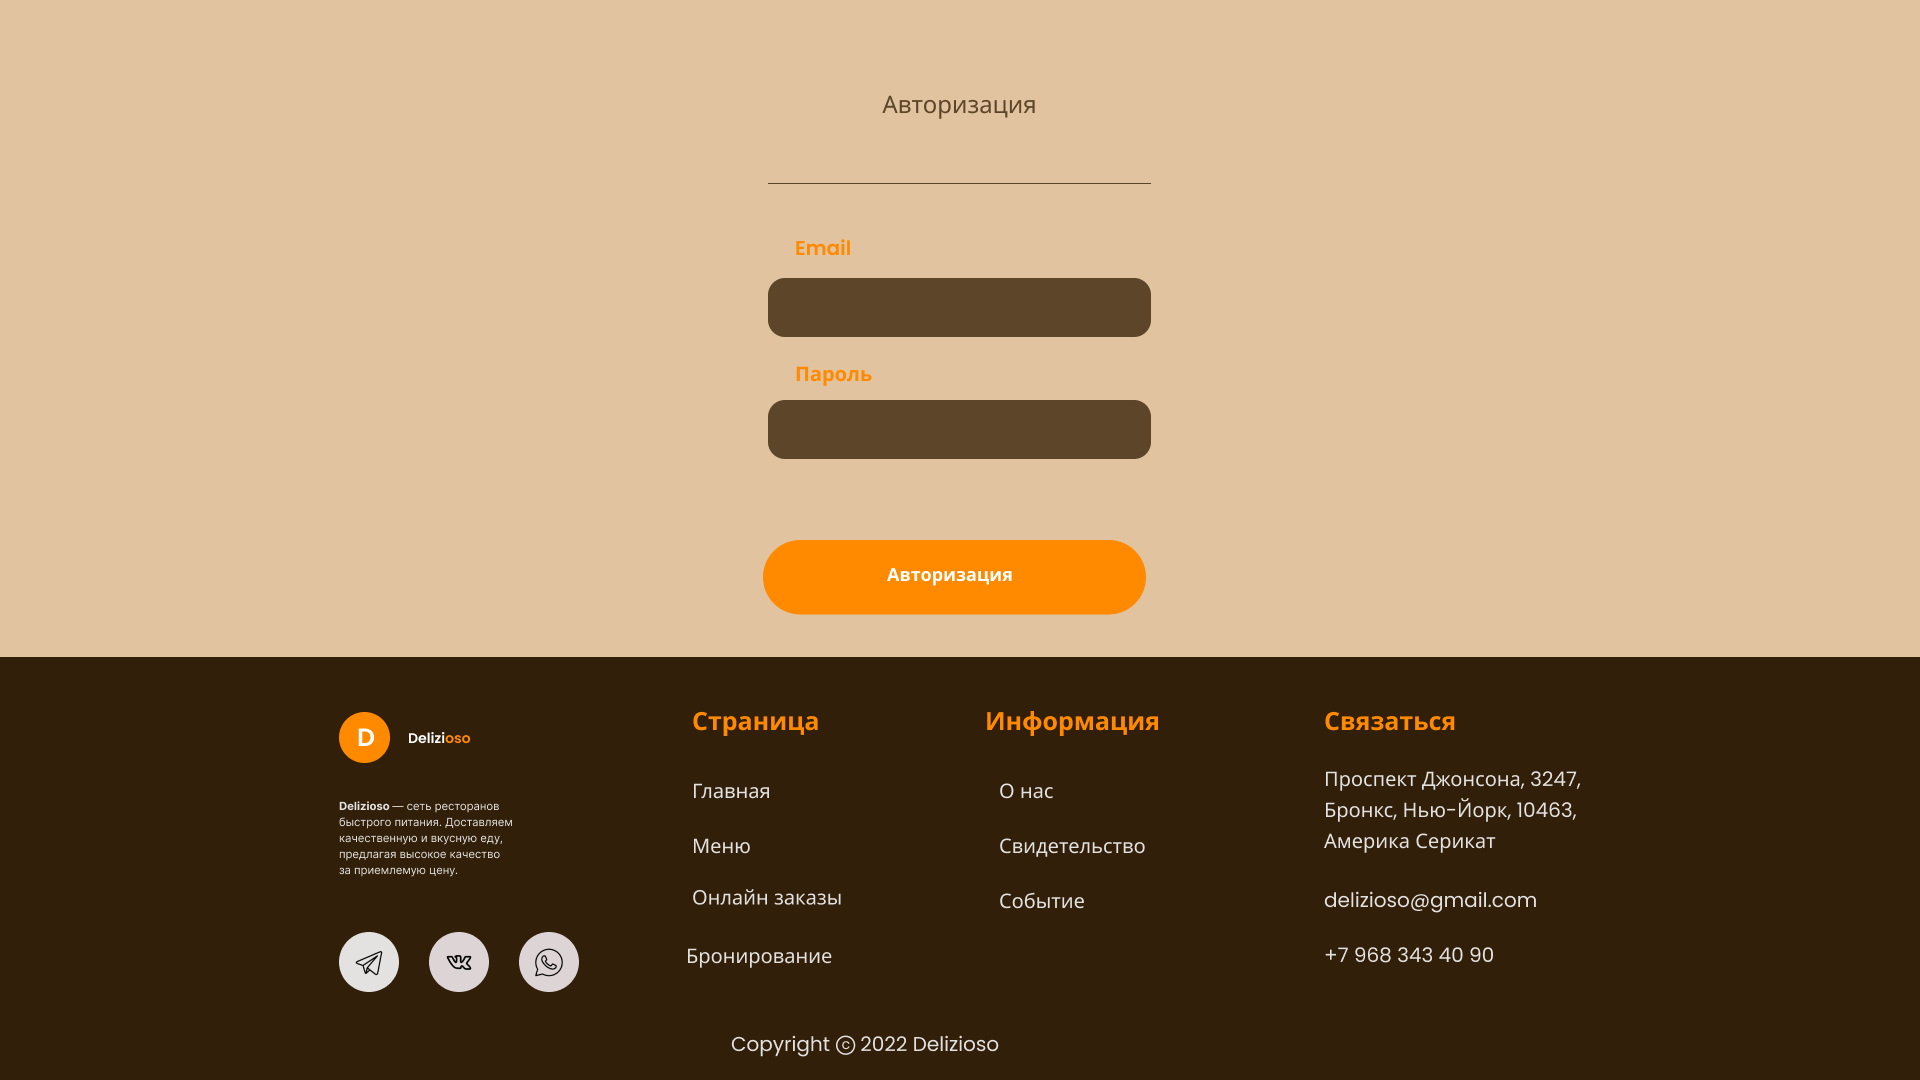 Авторизация
Email
Пароль
Авторизация
D
Delizioso
Delizioso — сеть ресторанов
быстрого питания. Доставляем
качественную и вкусную еду,
предлагая высокое качество
за приемлемую цену.
Страница
Главная
Меню
Онлайн заказы
Бронирование
Информация
О нас
Свидетельство
Событие
Связаться
Проспект Джонсона, 3247,
Бронкс, Нью-Йорк, 10463,
Америка Серикат
delizioso@gmail.com
+7 968 343 40 90
Copyright ⓒ 2022 Delizioso